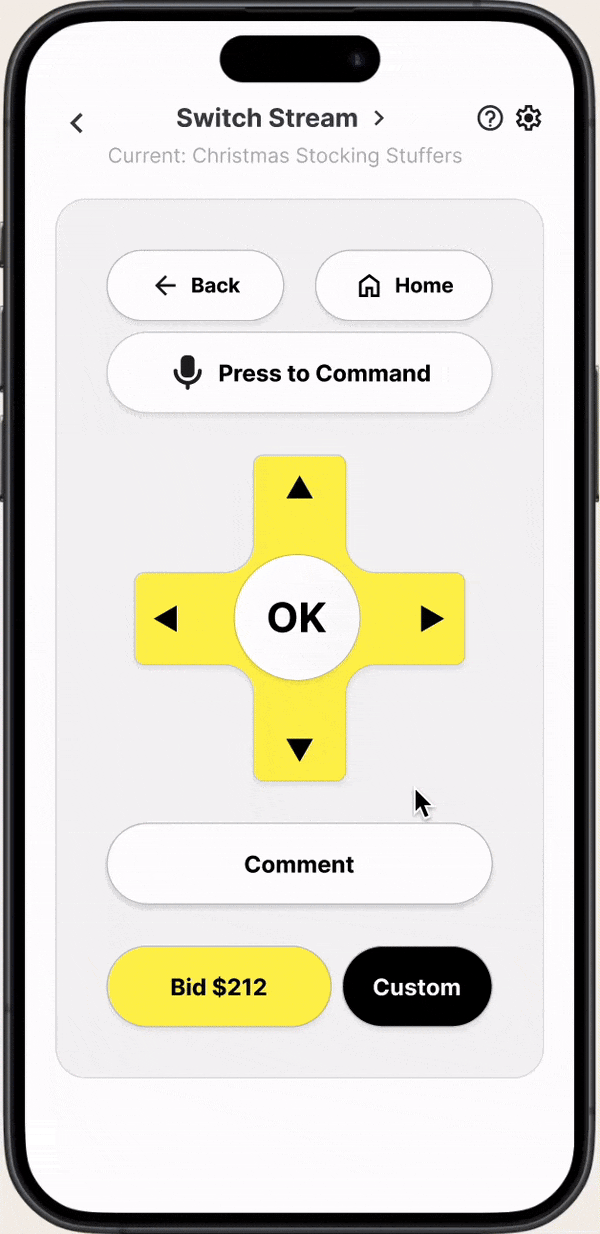 Switch Stream
Current: Christmas Stocking Stuffers
Back
Home
Press to Command
OK
Comment
Bid $212
Custom